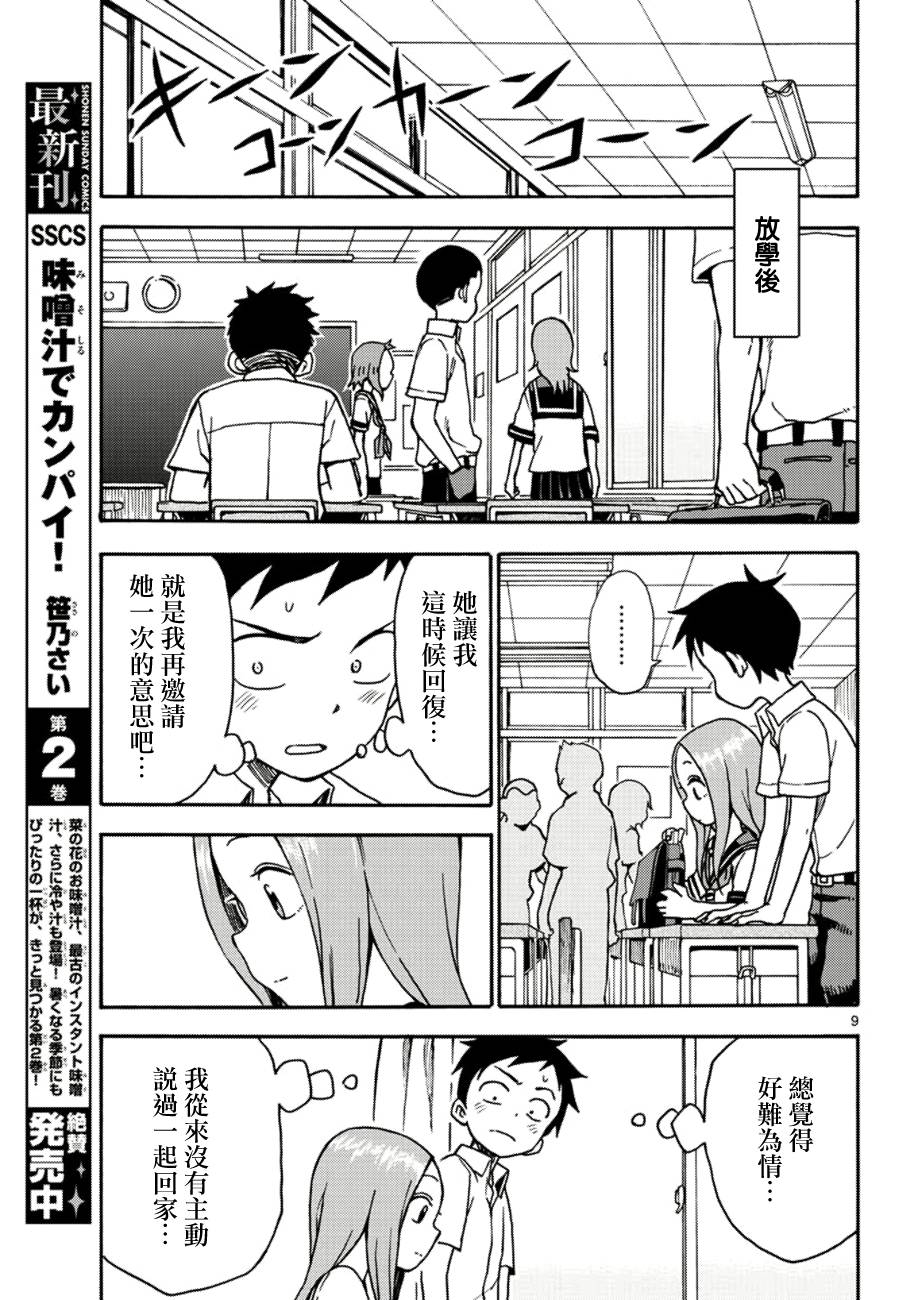 キーンコーン
カーンコーン
放學後
……
她讓我
這時候回復…
就是我再邀請
她一次的意思吧…
9
總覺得
好難為情…
我從來沒有主動
說過一起回家…
SHONEN SUNDAY COMICS
最新刊
SSCS
味噌汁でカンパイ!
みそしる
笹乃さい
ささの
第2巻
菜の花のお味噌汁、最古のインスタント味噌
汁、さらに冷や汁も登場!暑くなる季節にも
ぴったりの一杯が、きっと見つかる第2巻!
絶賛
発売中